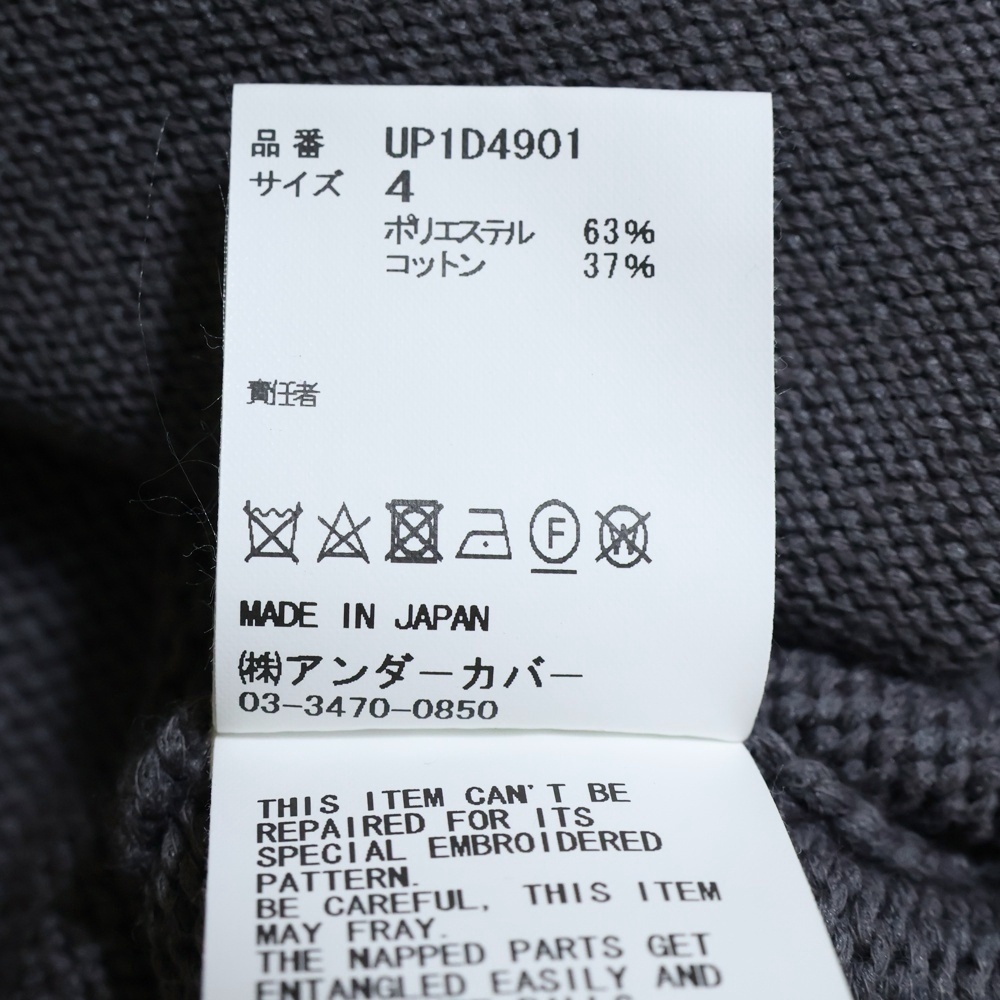 品番 UP1D4901
サイズ 4
ポリエステル 63%
コットン 37%
責任者
F
W
MADE IN JAPAN
㈱アンダーカバー
03-3470-0850
THIS ITEM CAN'T BE
REPAIRED FOR ITS
SPECIAL EMBROIDERED
PATTERN.
BE CAREFUL, THIS ITEM
MAY FRAY.
THE NAPPED PARTS GET
ENTANGLED EASILY AND